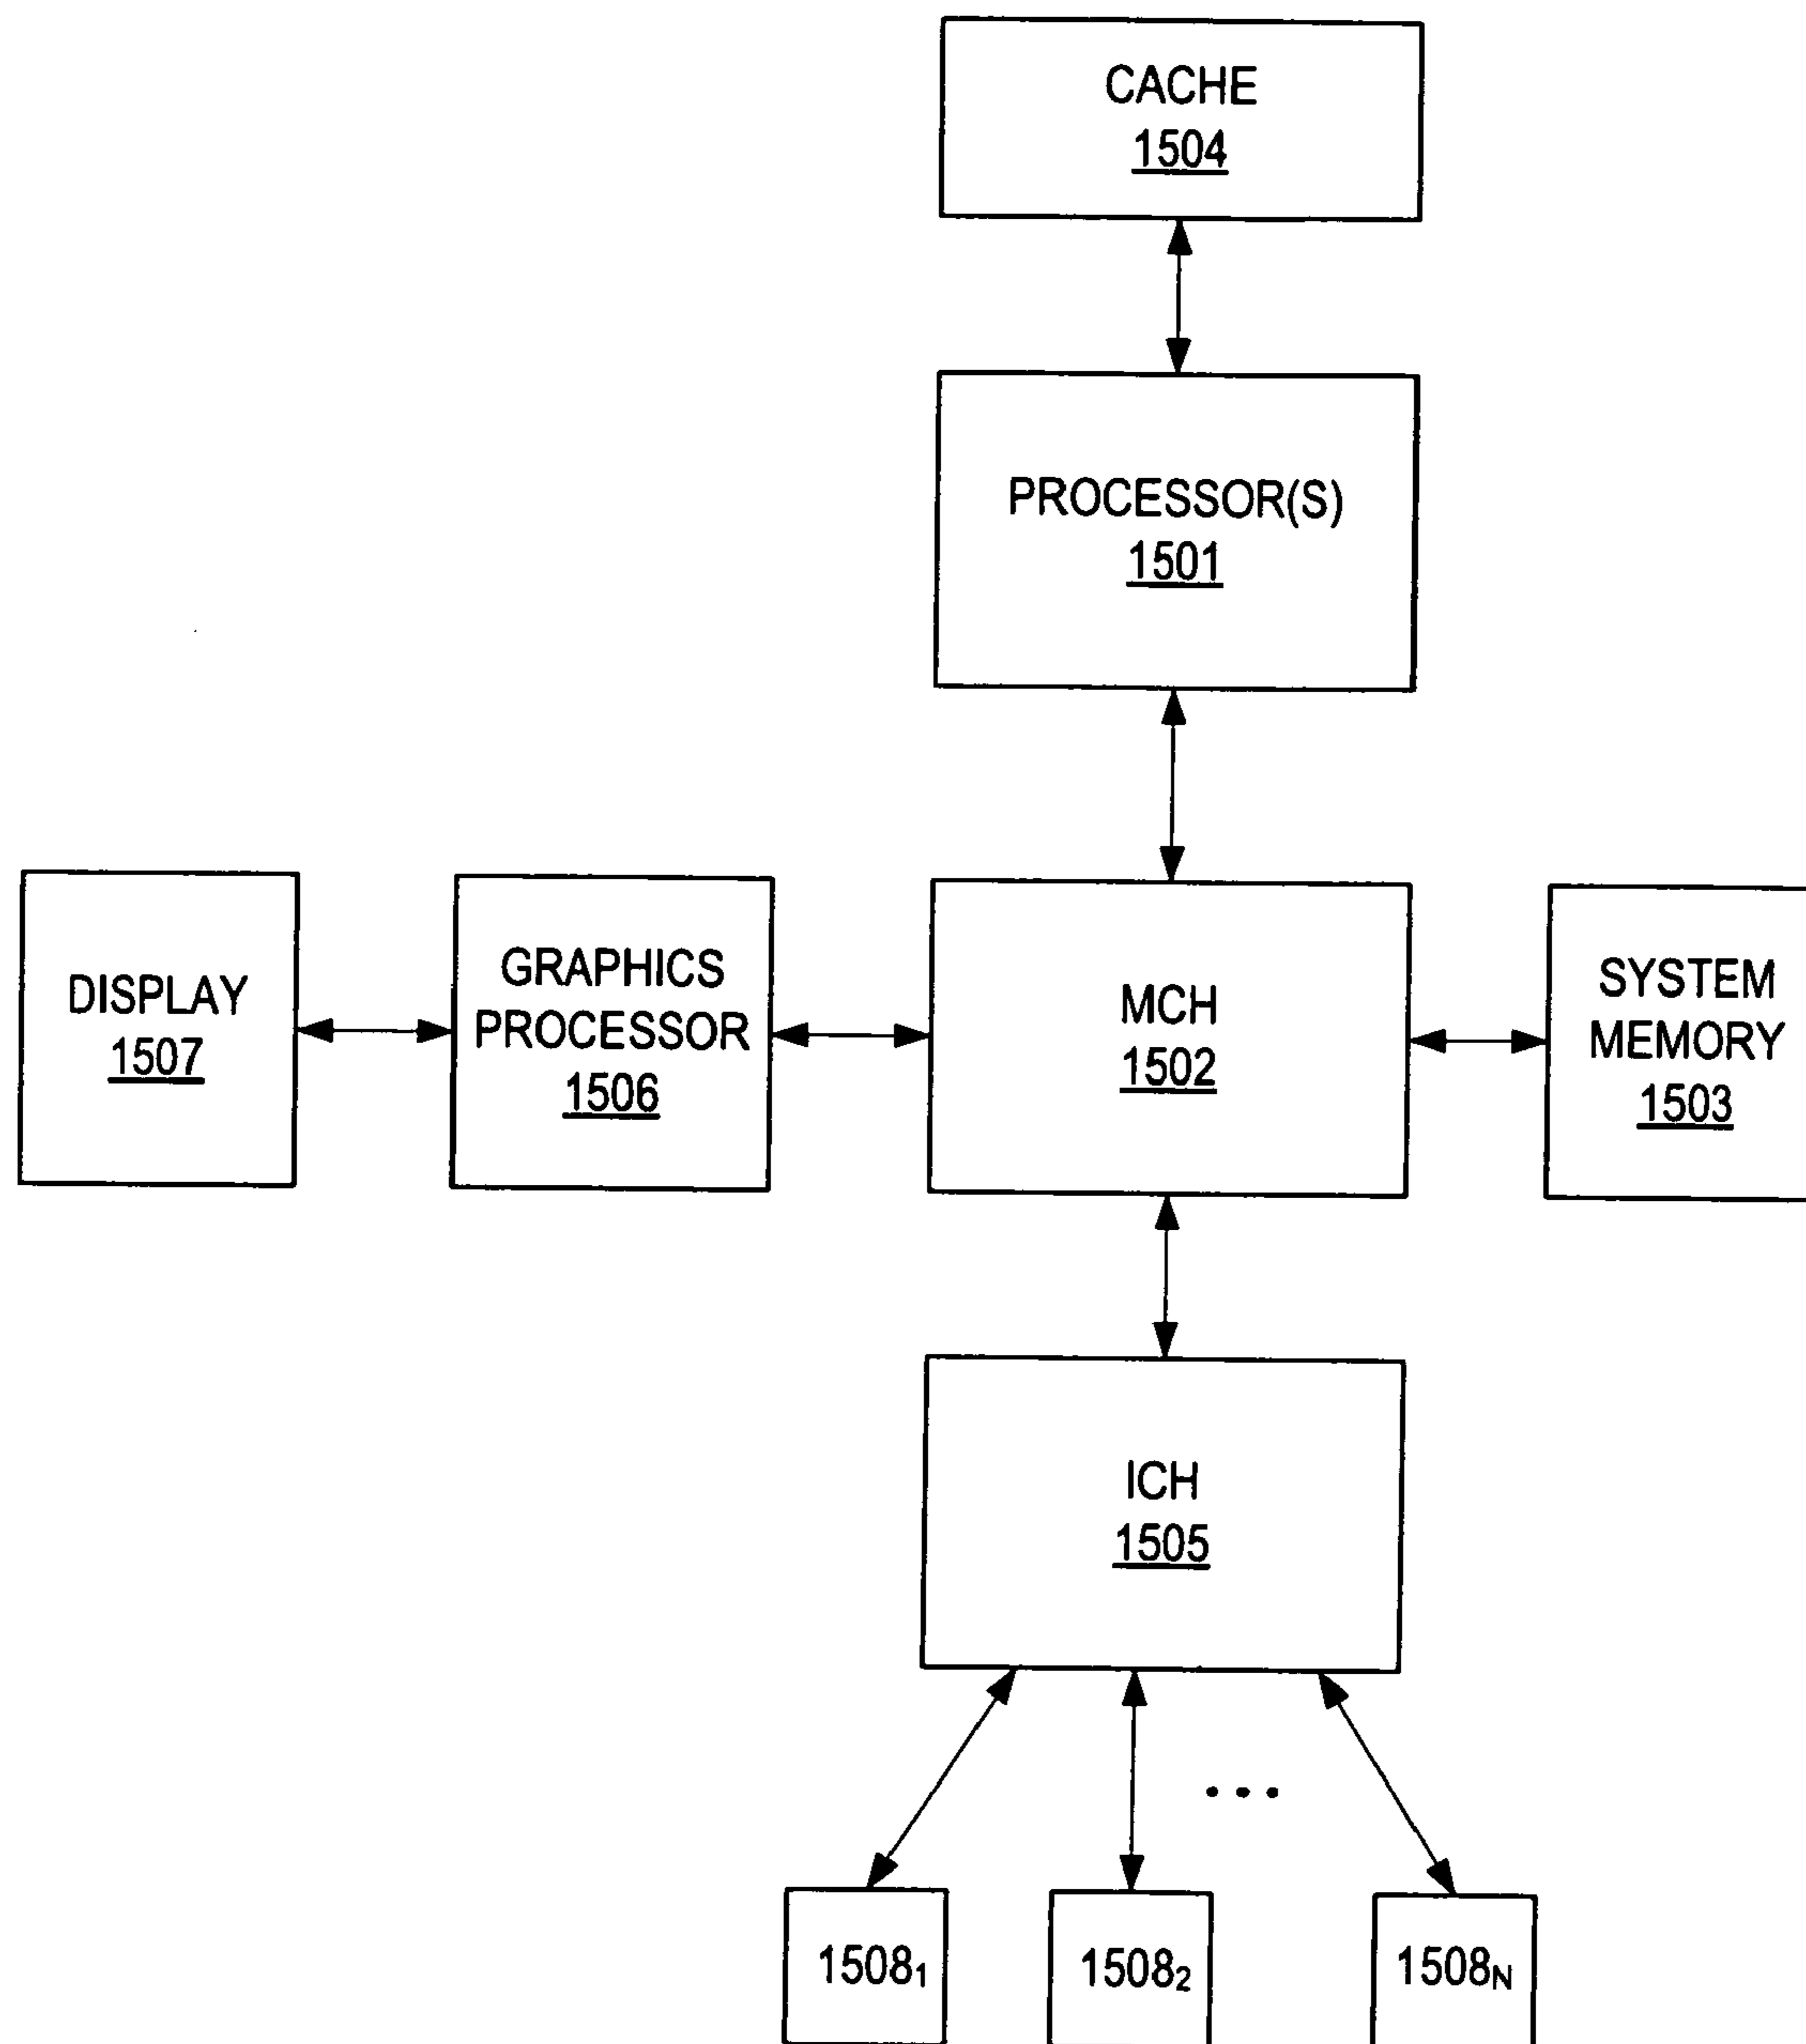 CACHE
1504
PROCESSOR(S)
1501
DISPLAY
1507
GRAPHICS
PROCESSOR
1506
MCH
1502
SYSTEM
MEMORY
1503
ICH
1505
• • •
1508₁
1508₂
1508N